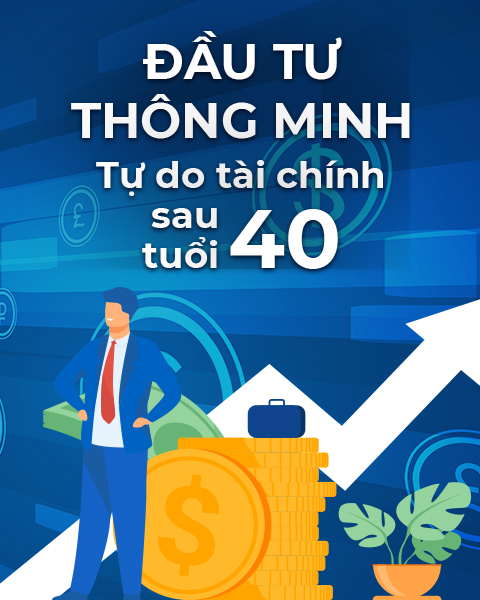 ĐẦU TƯ
THÔNG MINH
Tự do tài chính
sau
tuổi 40